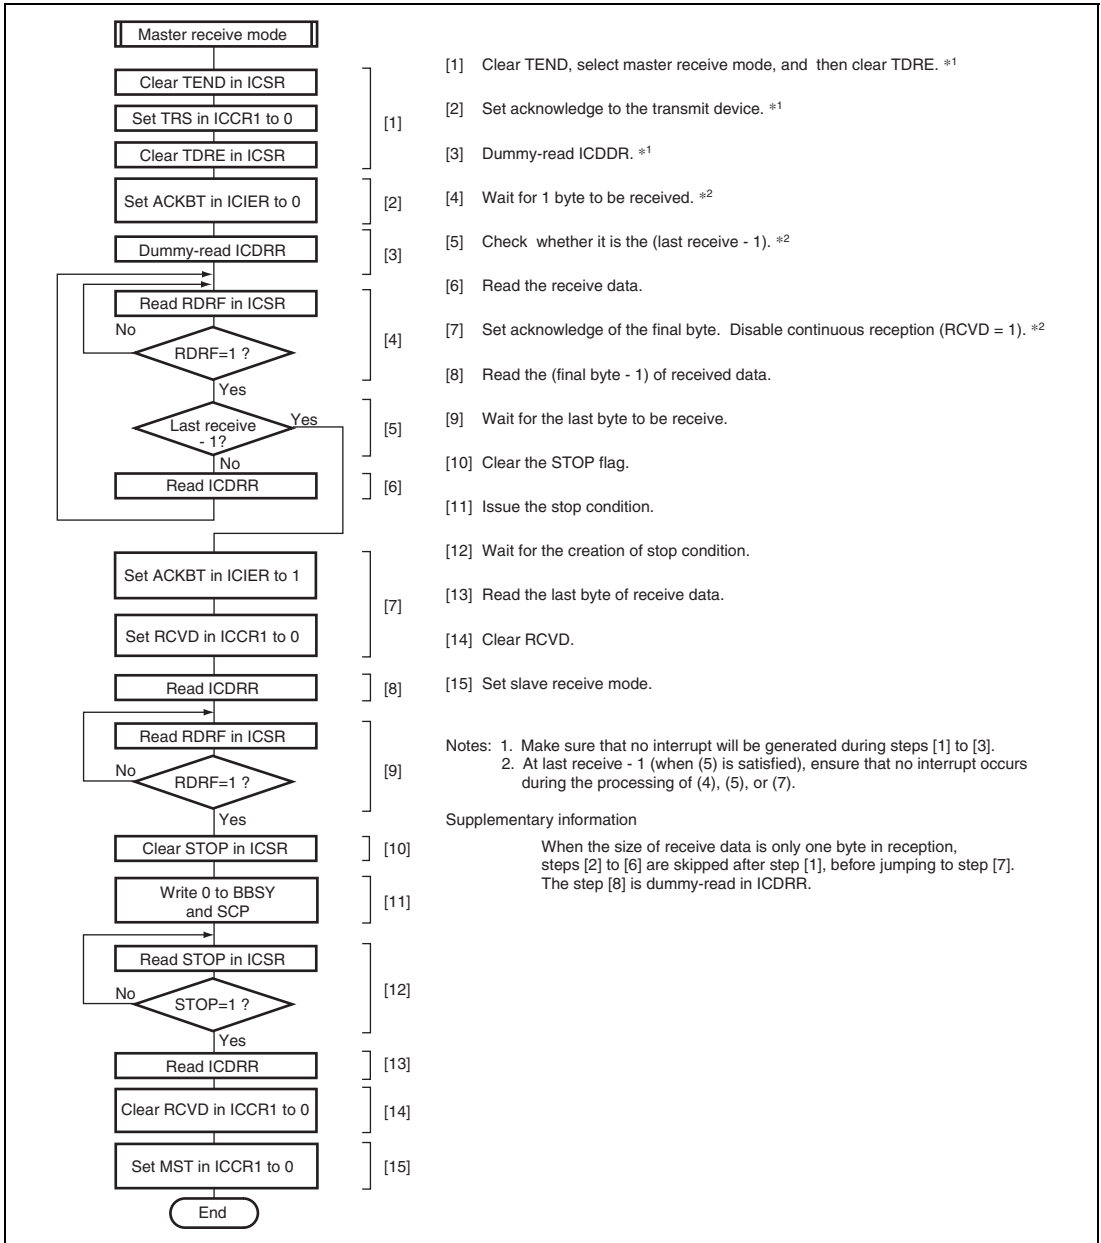 Master receive mode
Clear TEND in ICSR
Set TRS in ICCR1 to 0
Clear TDRE in ICSR
[1]
Set ACKBT in ICIER to 0
[2]
Dummy-read ICDRR
[3]
Read RDRF in ICSR
No
RDRF=1 ?
[4]
Yes
Last receive
- 1?
Yes
[5]
No
Read ICDRR
[6]
Set ACKBT in ICIER to 1
[7]
Set RCVD in ICCR1 to 0
Read ICDRR
[8]
Read RDRF in ICSR
No
RDRF=1 ?
[9]
Yes
Clear STOP in ICSR
[10]
Write 0 to BBSY
and SCP
[11]
Read STOP in ICSR
No
STOP=1 ?
[12]
Yes
Read ICDRR
[13]
Clear RCVD in ICCR1 to 0
[14]
Set MST in ICCR1 to 0
[15]
End
[1] Clear TEND, select master receive mode, and then clear TDRE. *1
[2] Set acknowledge to the transmit device. *1
[3] Dummy-read ICDDR. *1
[4] Wait for 1 byte to be received. *2
[5] Check whether it is the (last receive - 1). *2
[6] Read the receive data.
[7] Set acknowledge of the final byte. Disable continuous reception (RCVD = 1). *2
[8] Read the (final byte - 1) of received data.
[9] Wait for the last byte to be receive.
[10] Clear the STOP flag.
[11] Issue the stop condition.
[12] Wait for the creation of stop condition.
[13] Read the last byte of receive data.
[14] Clear RCVD.
[15] Set slave receive mode.
Notes: 1. Make sure that no interrupt will be generated during steps [1] to [3].
2. At last receive - 1 (when (5) is satisfied), ensure that no interrupt occurs
during the processing of (4), (5), or (7).
Supplementary information
When the size of receive data is only one byte in reception,
steps [2] to [6] are skipped after step [1], before jumping to step [7].
The step [8] is dummy-read in ICDRR.